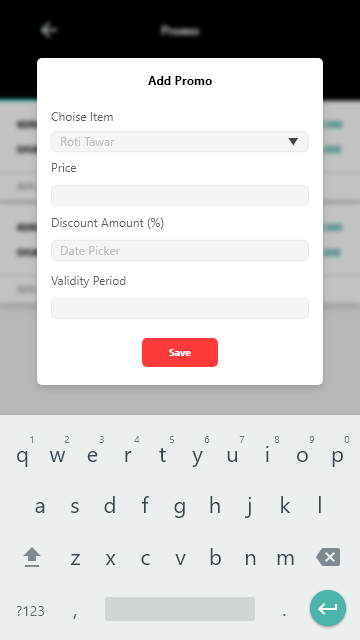 Promo
Add Promo
Choise Item
Roti Tawar
Price
Discount Amount (%)
Date Picker
Validity Period
Save
1 2 3 4 5 6 7 8 9 0
q w e r t y u i o p
a s d f g h j k l
z x c v b n m
?123 , .